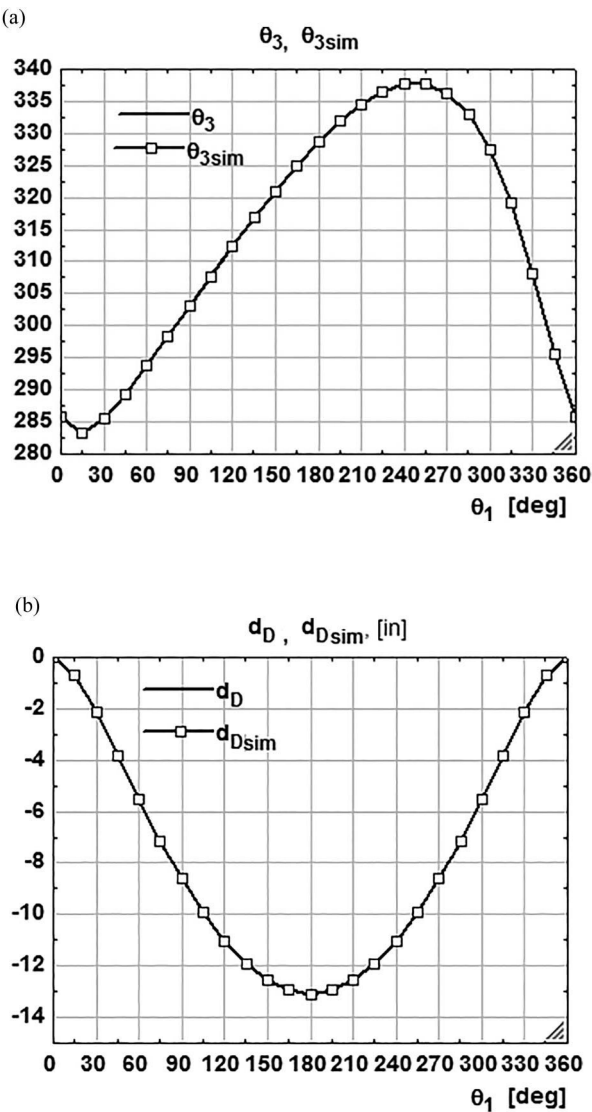 (a)
θ3, θ3sim
340
335
330
325
320
315
310
305
300
295
290
285
280
θ3
θ3sim
0 30 60 90 120 150 180 210 240 270 300 330 360
θ1 [deg]
(b)
dD , dDsim, [in]
0
-2
-4
-6
-8
-10
-12
-14
dD
dDsim
0 30 60 90 120 150 180 210 240 270 300 330 360
θ1 [deg]